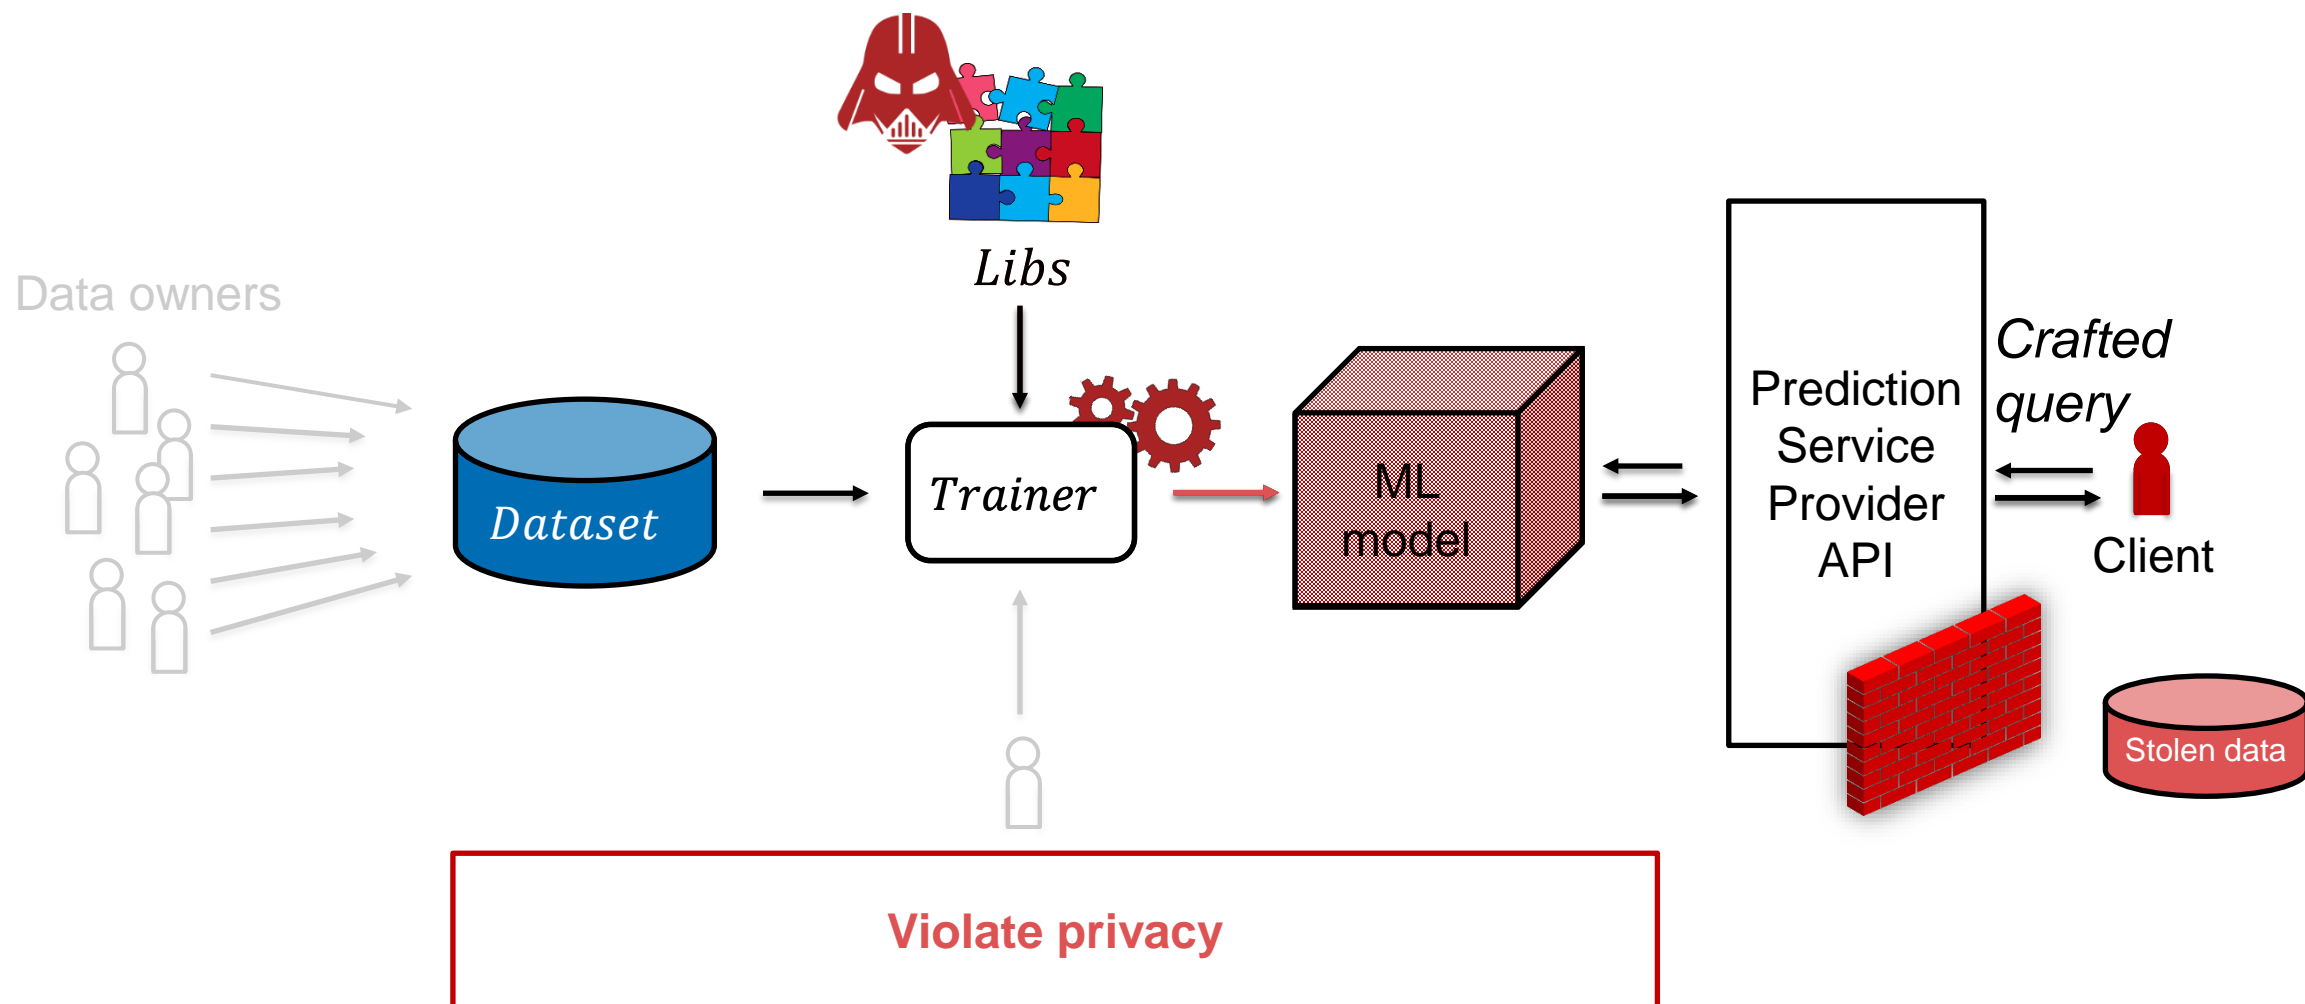 Libs
Data owners
Dataset
Trainer
ML
model
Prediction
Service
Provider
API
Crafted
query
Client
Stolen data
Violate privacy